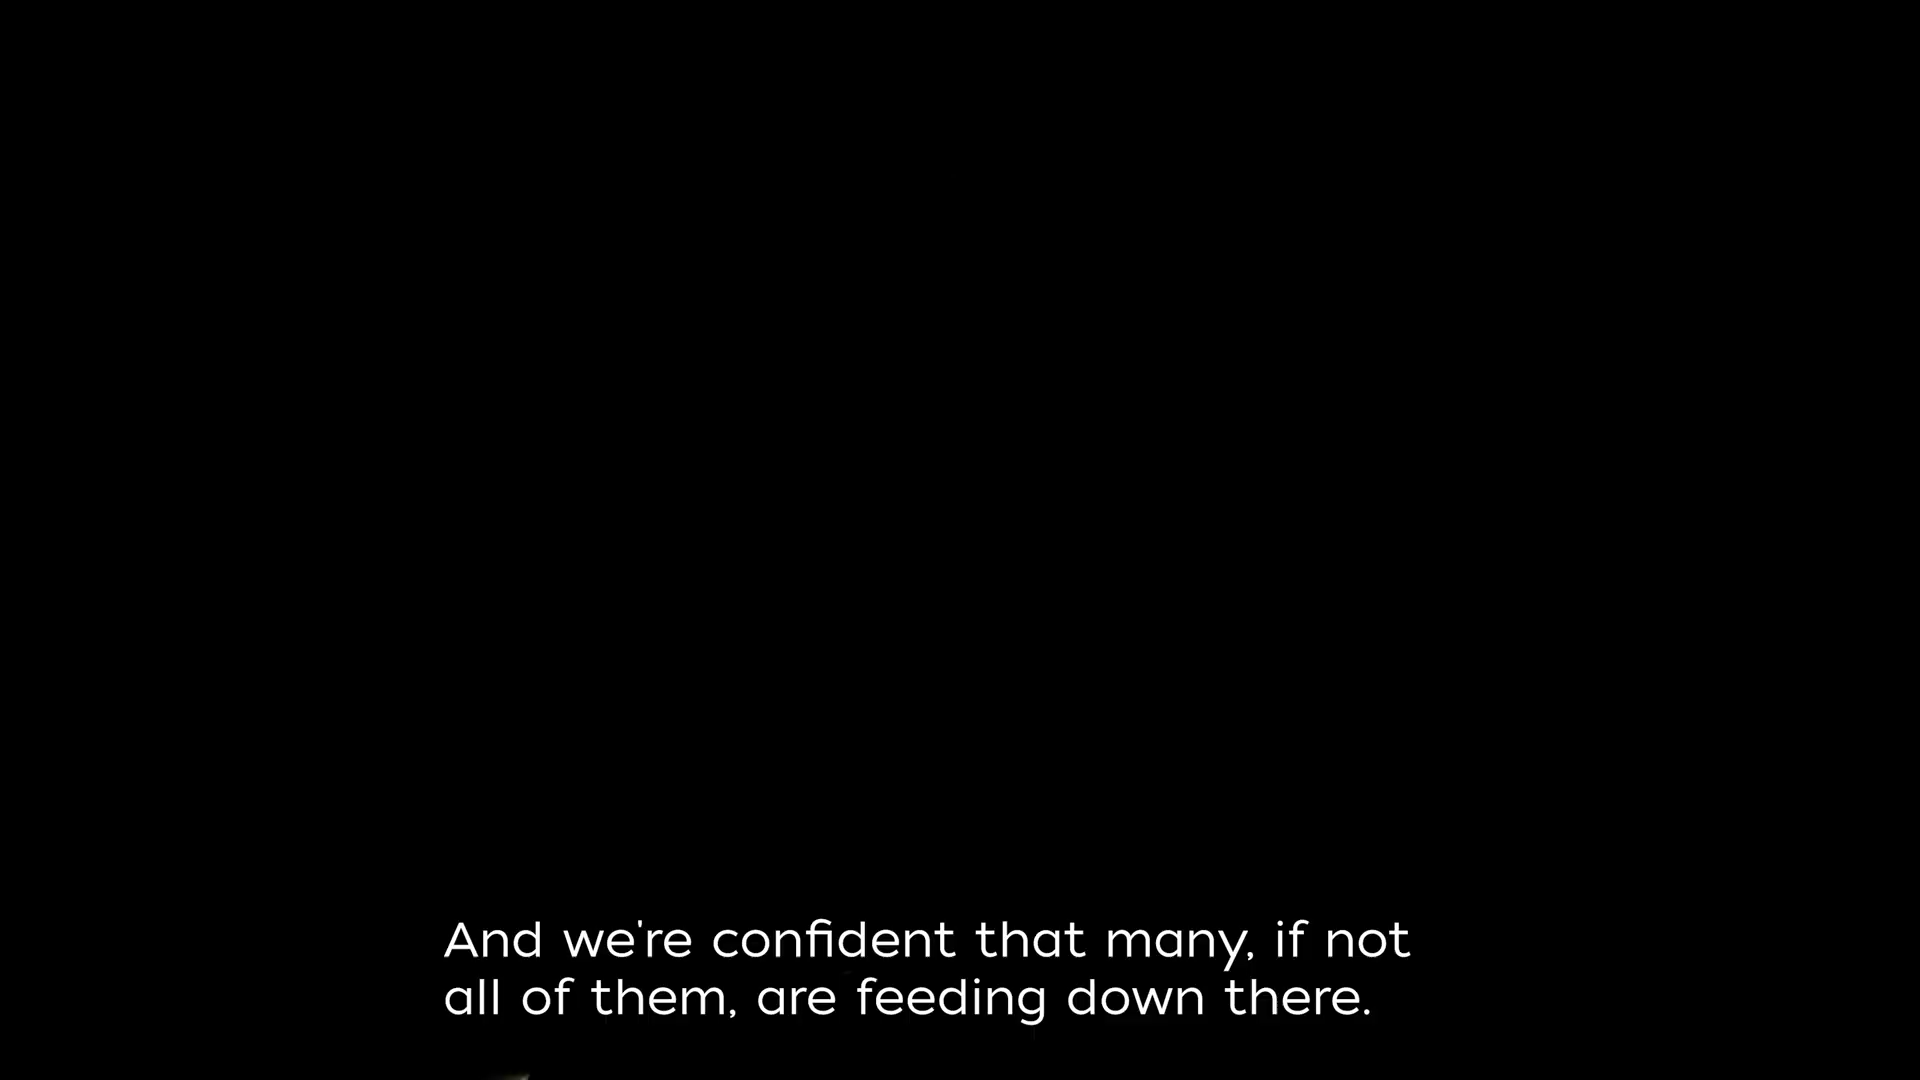 And we're confident that many, if not
all of them, are feeding down there.